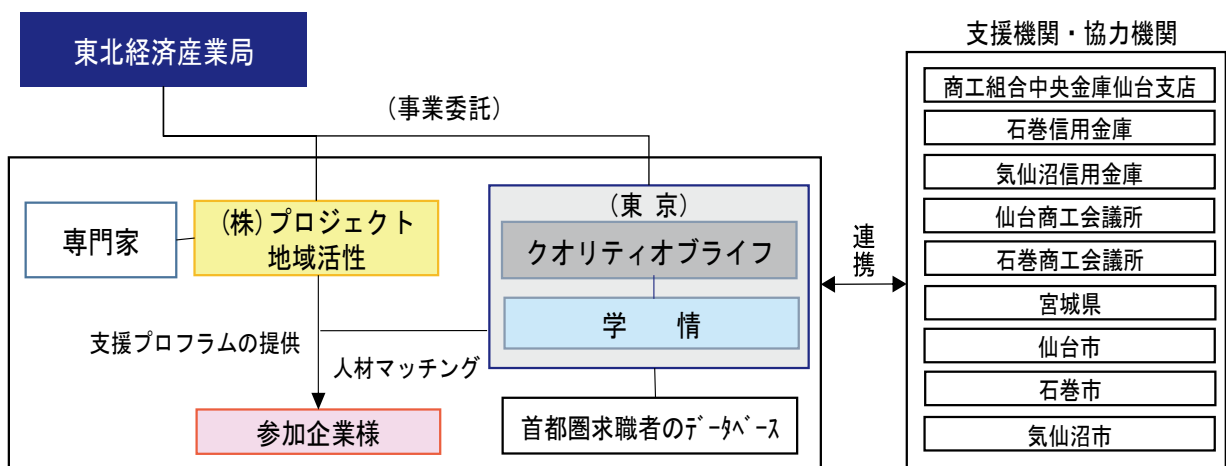 東北経済産業局
(事業委託)
専門家
(株)プロジェクト
地域活性
(東 京)
クオリティオブライフ
学 情
支援プロフラムの提供
人材マッチング
参加企業様
首都圏求職者のデータベース
連携
支援機関・協力機関
商工組合中央金庫仙台支店
石巻信用金庫
気仙沼信用金庫
仙台商工会議所
石巻商工会議所
宮城県
仙台市
石巻市
気仙沼市